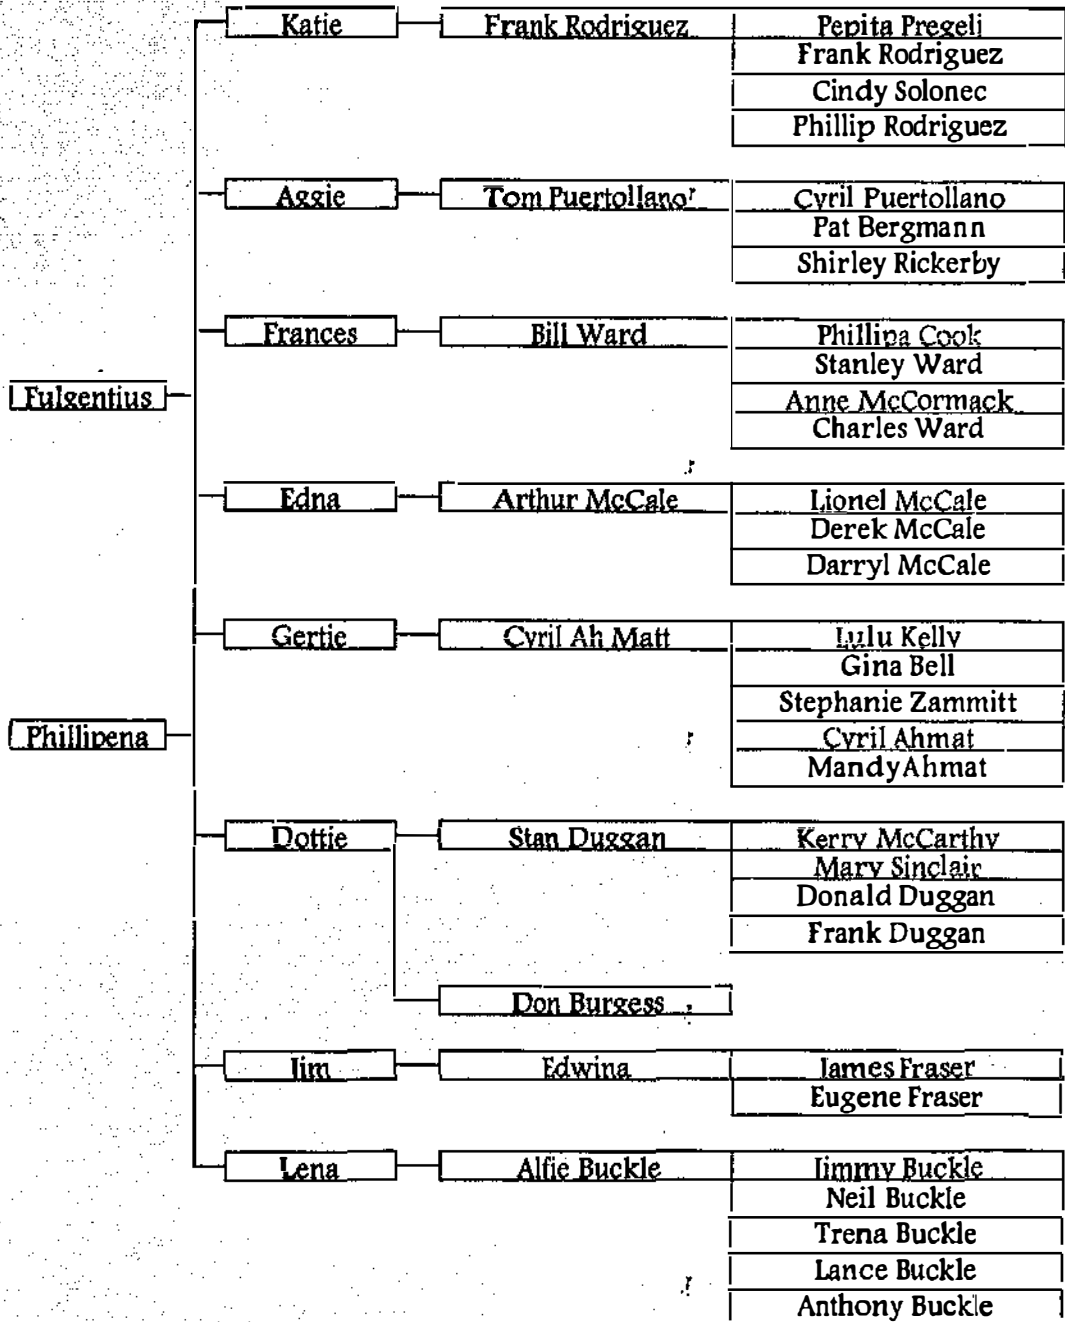 Katie Frank Rodriguez Pepita Pregeli
Frank Rodriguez
Cindy Solonec
Phillip Rodriguez
Aggie Tom Puertollano Cyril Puertollano
Pat Bergmann
Shirley Rickerby
Frances Bill Ward Phillipa Cook
Stanley Ward
Fulgentius
Anne McCormack
Charles Ward
Edna Arthur McCale Lionel McCale
Derek McCale
Darryl McCale
Gertie Cyril Ah Matt Lulu Kelly
Gina Bell
Stephanie Zammitt
Phillipena
Cyril Ahmat
Mandy Ahmat
Dottie Stan Duggan Kerry McCarthy
Mary Sinclair
Donald Duggan
Frank Duggan
Don Burgess
Jim Edwina James Fraser
Eugene Fraser
Lena Alfie Buckle Jimmy Buckle
Neil Buckle
Trena Buckle
Lance Buckle
Anthony Buckle